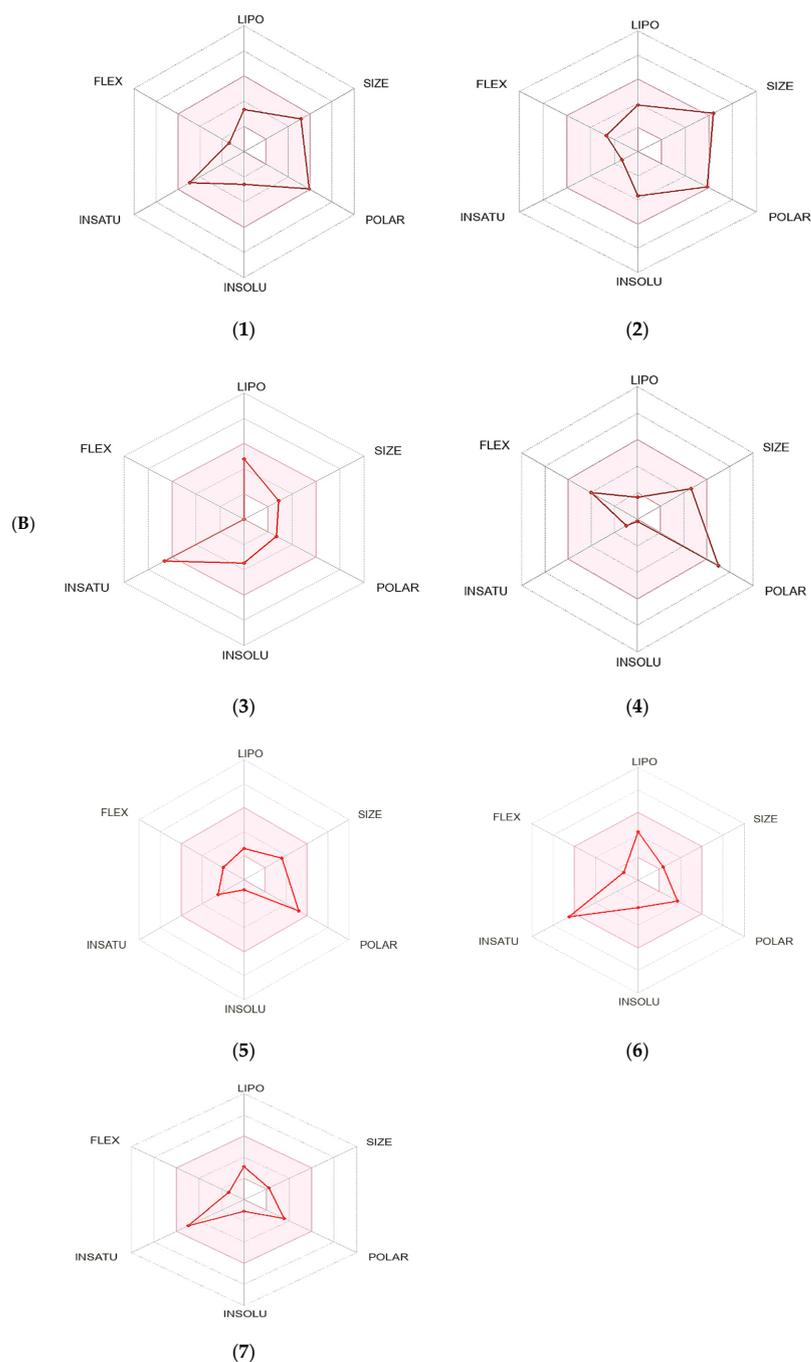 LIPO
LIPO
FLEX
SIZE
FLEX
SIZE
INSATU
POLAR
INSATU
POLAR
INSOLU
INSOLU
(1)
(2)
LIPO
LIPO
FLEX
SIZE
FLEX
SIZE
(B)
INSATU
POLAR
INSATU
POLAR
INSOLU
INSOLU
(3)
(4)
LIPO
LIPO
FLEX
SIZE
FLEX
SIZE
INSATU
POLAR
INSATU
POLAR
INSOLU
INSOLU
(5)
(6)
LIPO
FLEX
SIZE
INSATU
POLAR
INSOLU
(7)